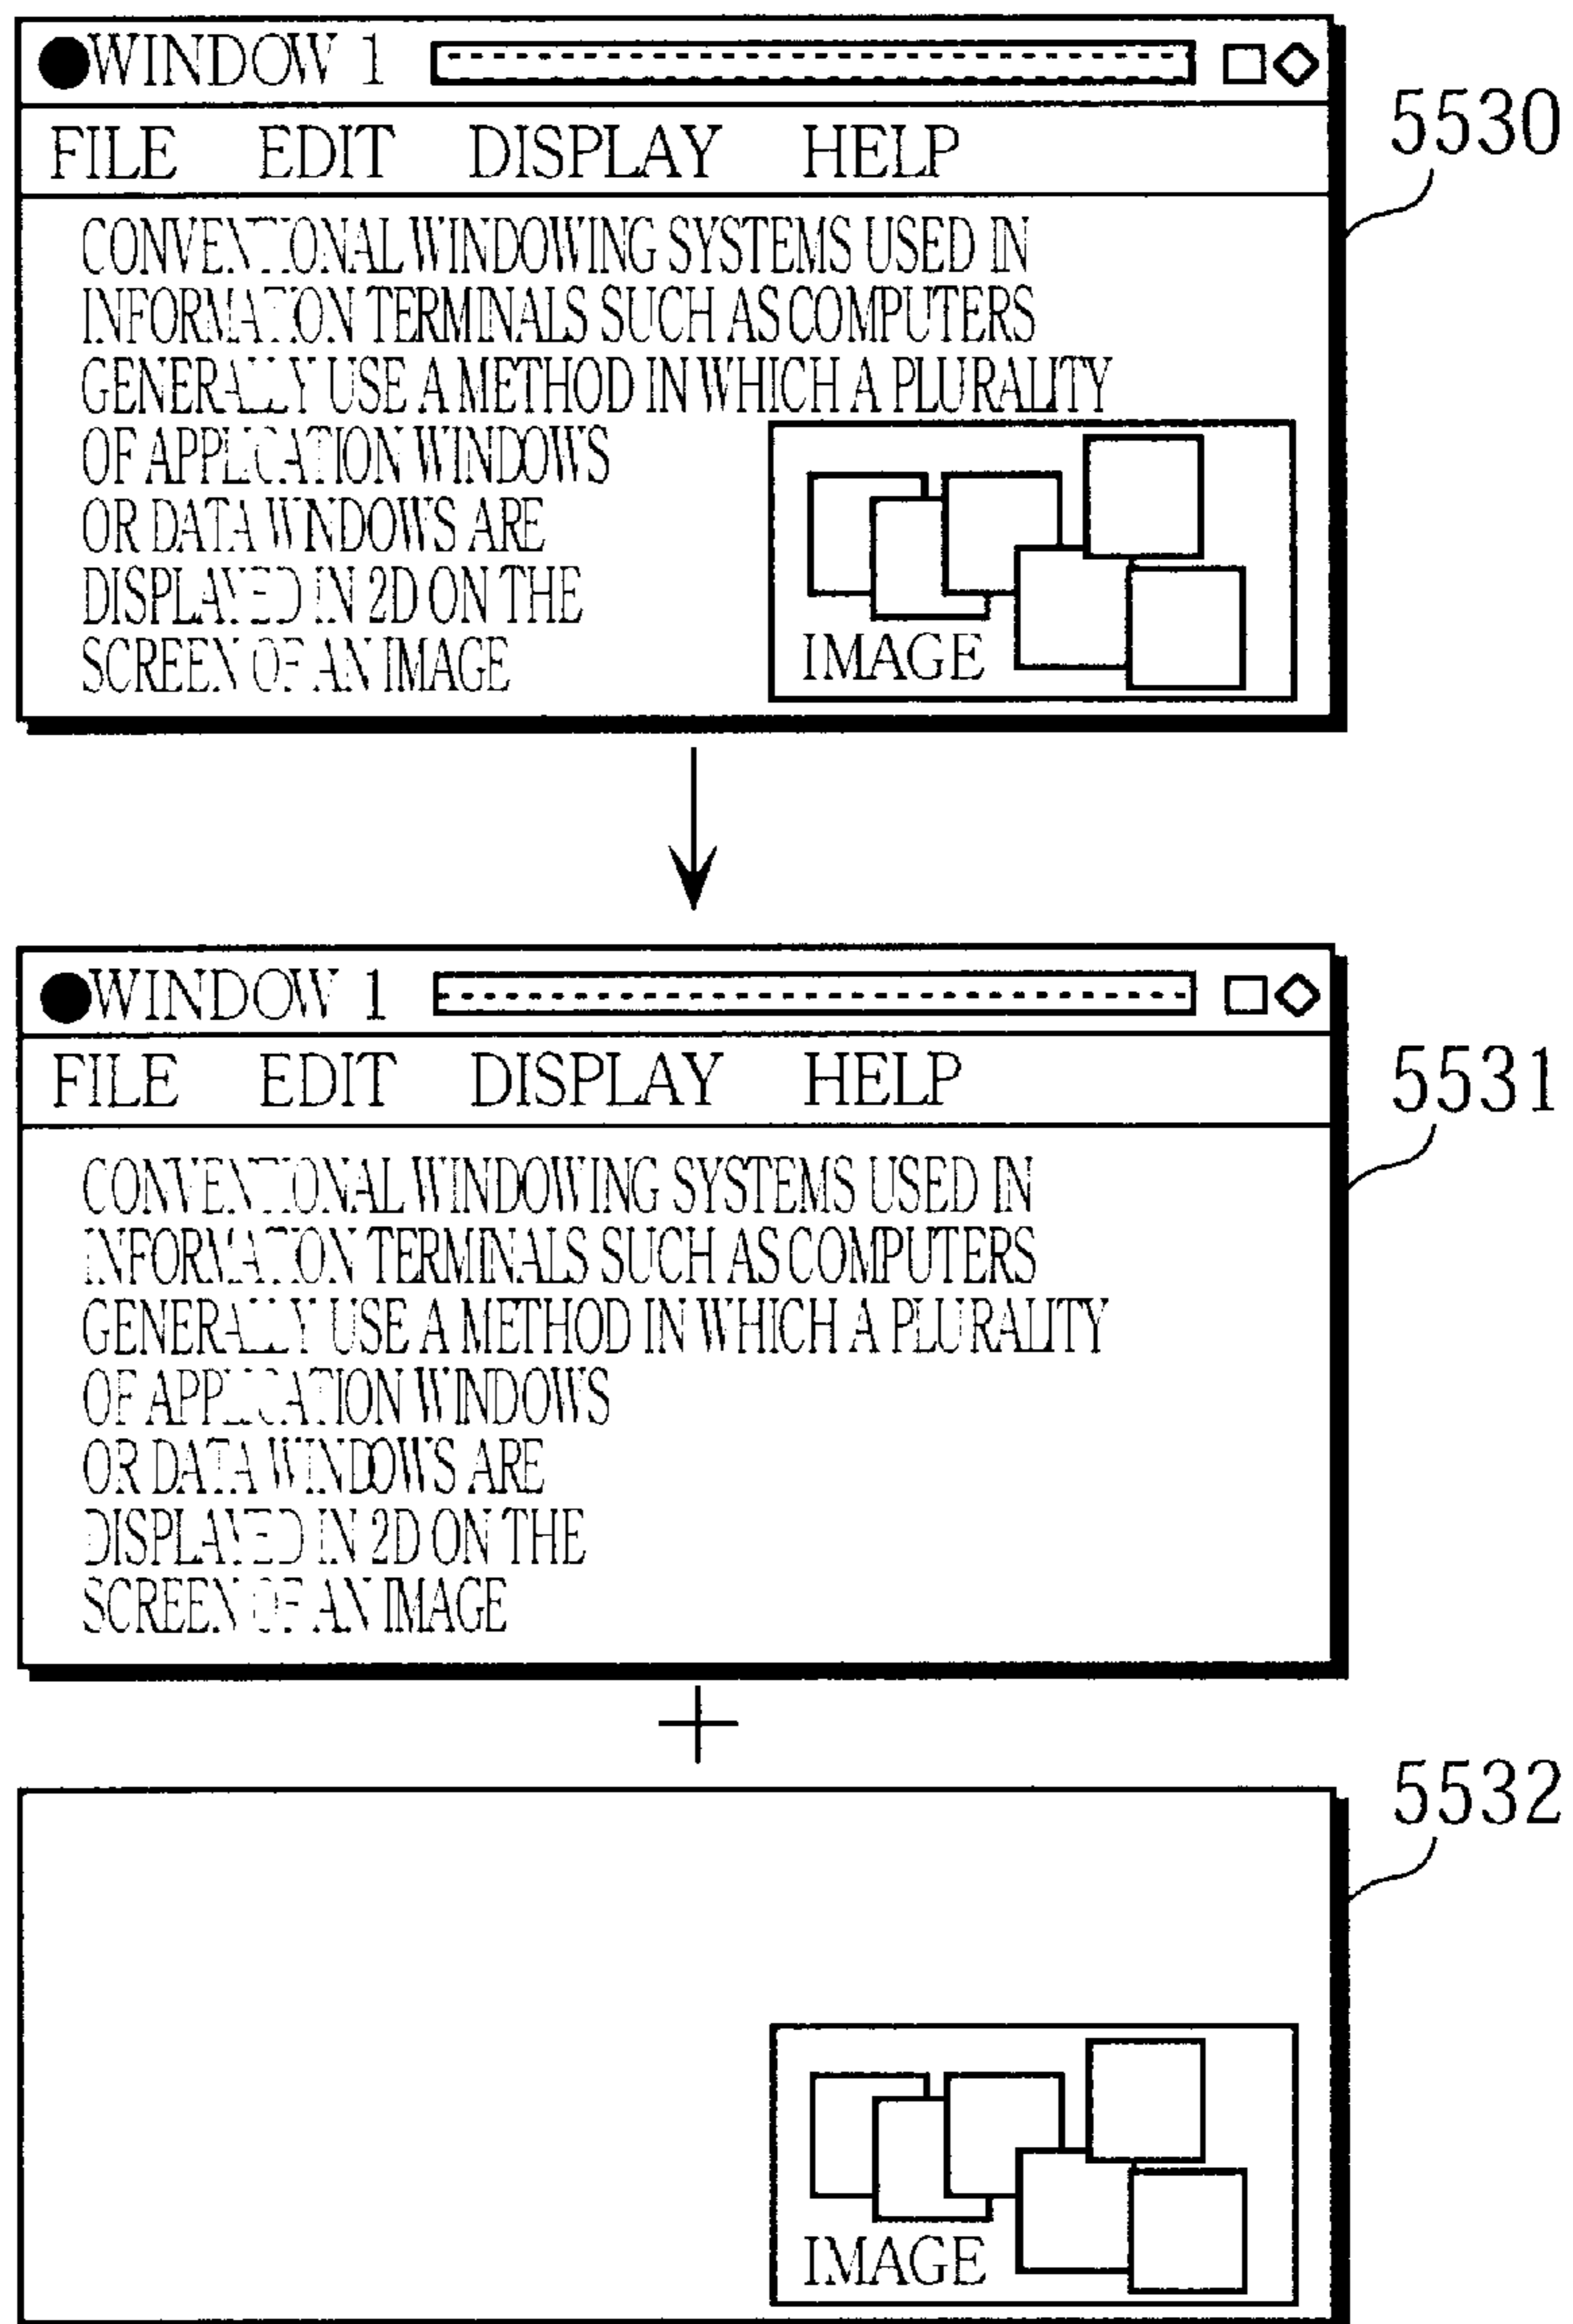 WINDOW 1
FILE EDIT DISPLAY HELP
5530
CONVENTIONAL WINDOWING SYSTEMS USED IN
INFORMATION TERMINALS SUCH AS COMPUTERS
GENERALLY USE A METHOD IN WHICH A PLURALITY
OF APPLICATION WINDOWS
OR DATA WNDOWS ARE
DISPLAYED IN 2D ON THE
SCREEN OF AN IMAGE
IMAGE
WINDOW 1
FILE EDIT DISPLAY HELP
5531
CONVENTIONAL WINDOWING SYSTEMS USED IN
INFORMATION TERMINALS SUCH AS COMPUTERS
GENERALLY USE A METHOD IN WHICH A PLURALITY
OF APPLICATION WINDOWS
OR DATA WINDOWS ARE
DISPLAYED IN 2D ON THE
SCREEN OF AN IMAGE
5532
IMAGE